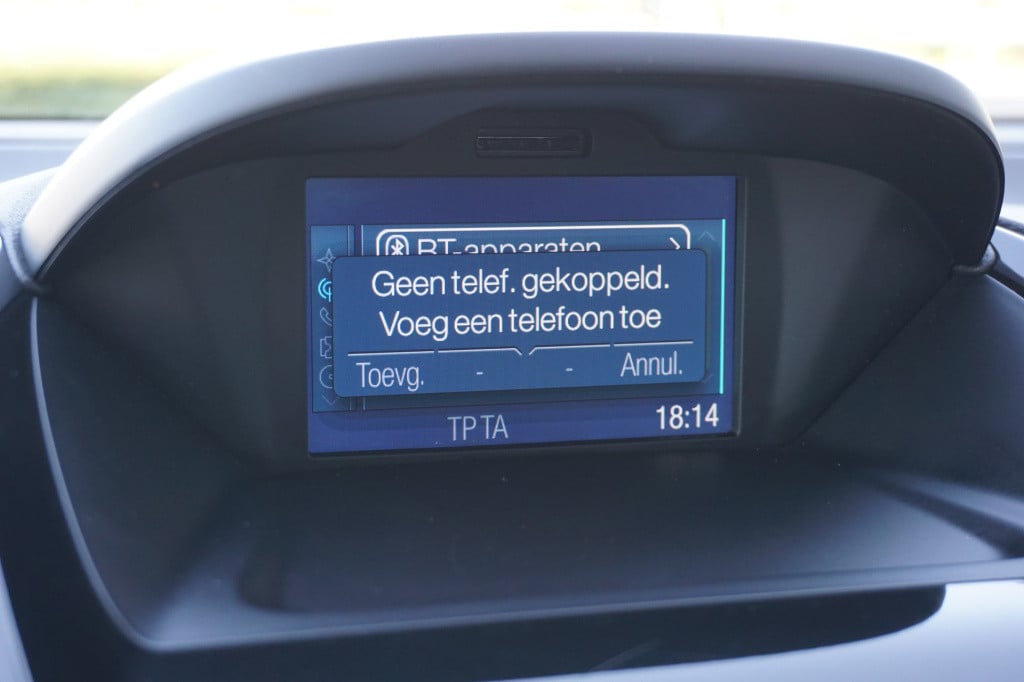 BT-apparaten
Geen telef. gekoppeld.
Voeg een telefoon toe
Toevg. - - Annul.
TP TA 18:14